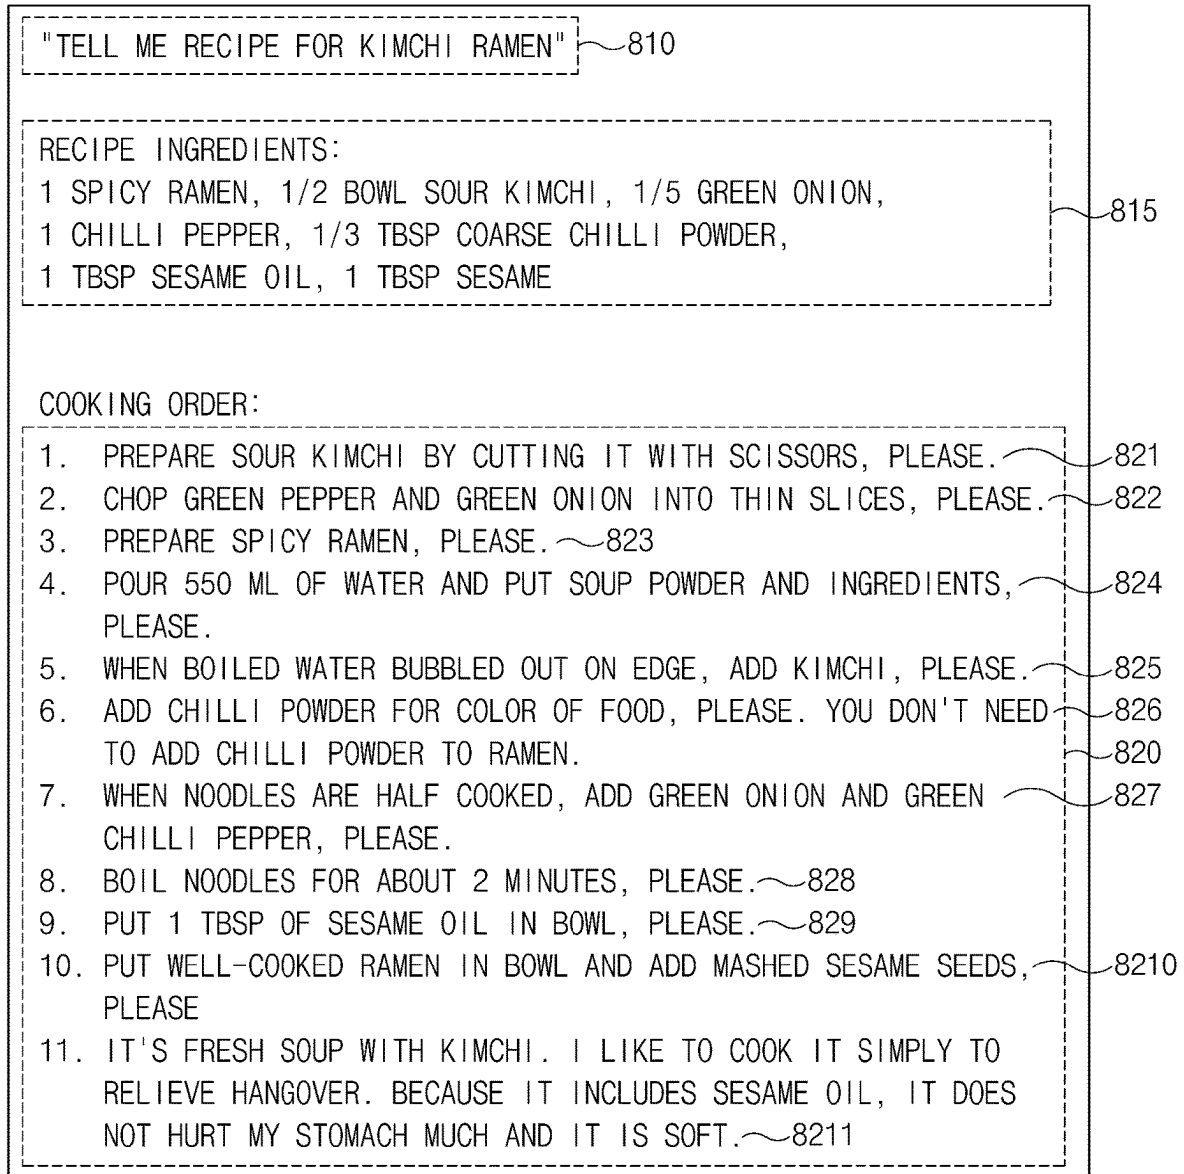 "TELL ME RECIPE FOR KIMCHI RAMEN" 810
RECIPE INGREDIENTS:
1 SPICY RAMEN, 1/2 BOWL SOUR KIMCHI, 1/5 GREEN ONION,
1 CHILLI PEPPER, 1/3 TBSP COARSE CHILLI POWDER,
815
1 TBSP SESAME OIL, 1 TBSP SESAME
COOKING ORDER:
1. PREPARE SOUR KIMCHI BY CUTTING IT WITH SCISSORS, PLEASE. 821
2. CHOP GREEN PEPPER AND GREEN ONION INTO THIN SLICES, PLEASE. 822
3. PREPARE SPICY RAMEN, PLEASE. 823
4. POUR 550 ML OF WATER AND PUT SOUP POWDER AND INGREDIENTS, 824
PLEASE.
5. WHEN BOILED WATER BUBBLED OUT ON EDGE, ADD KIMCHI, PLEASE. 825
6. ADD CHILLI POWDER FOR COLOR OF FOOD, PLEASE. YOU DON'T NEED 826
TO ADD CHILLI POWDER TO RAMEN. 820
7. WHEN NOODLES ARE HALF COOKED, ADD GREEN ONION AND GREEN 827
CHILLI PEPPER, PLEASE.
8. BOIL NOODLES FOR ABOUT 2 MINUTES, PLEASE. 828
9. PUT 1 TBSP OF SESAME OIL IN BOWL, PLEASE. 829
10. PUT WELL-COOKED RAMEN IN BOWL AND ADD MASHED SESAME SEEDS, 8210
PLEASE
11. IT'S FRESH SOUP WITH KIMCHI. I LIKE TO COOK IT SIMPLY TO
RELIEVE HANGOVER. BECAUSE IT INCLUDES SESAME OIL, IT DOES
NOT HURT MY STOMACH MUCH AND IT IS SOFT. 8211